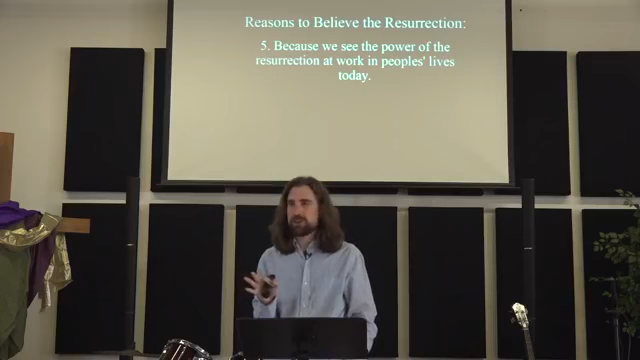 Reasons to Believe the Resurrection:
5. Because we see the power of the
resurrection at work in peoples' lives
today.